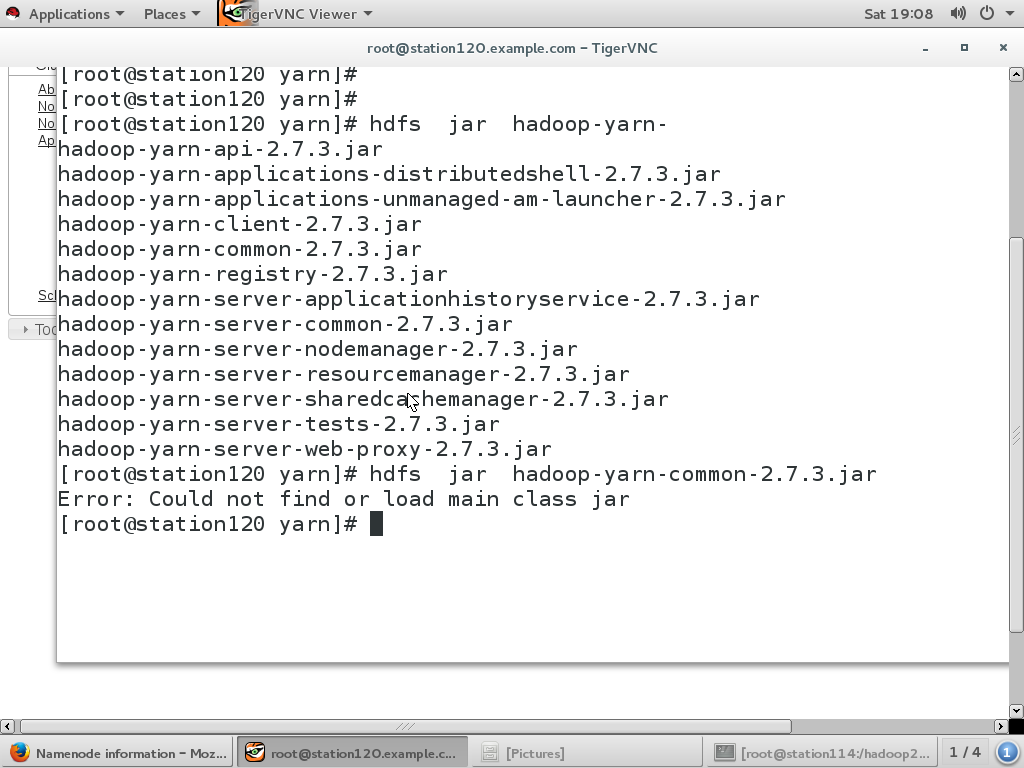 Applications Places TigerVNC Viewer Sat 19:08
root@station120.example.com – TigerVNC
[root@station120 yarn]#
Ab
[root@station120 yarn]#
No
No
[root@station120 yarn]# hdfs  jar  hadoop-yarn-
Ap
hadoop-yarn-api-2.7.3.jar
hadoop-yarn-applications-distributedshell-2.7.3.jar
hadoop-yarn-applications-unmanaged-am-launcher-2.7.3.jar
hadoop-yarn-client-2.7.3.jar
hadoop-yarn-common-2.7.3.jar
hadoop-yarn-registry-2.7.3.jar
Scl
hadoop-yarn-server-applicationhistoryservice-2.7.3.jar
Too
hadoop-yarn-server-common-2.7.3.jar
hadoop-yarn-server-nodemanager-2.7.3.jar
hadoop-yarn-server-resourcemanager-2.7.3.jar
hadoop-yarn-server-sharedcachemanager-2.7.3.jar
hadoop-yarn-server-tests-2.7.3.jar
hadoop-yarn-server-web-proxy-2.7.3.jar
[root@station120 yarn]# hdfs  jar  hadoop-yarn-common-2.7.3.jar
Error: Could not find or load main class jar
[root@station120 yarn]#
Namenode information – Moz... root@station120.example.c... [Pictures] [root@station114:/hadoop2... 1 / 4 1